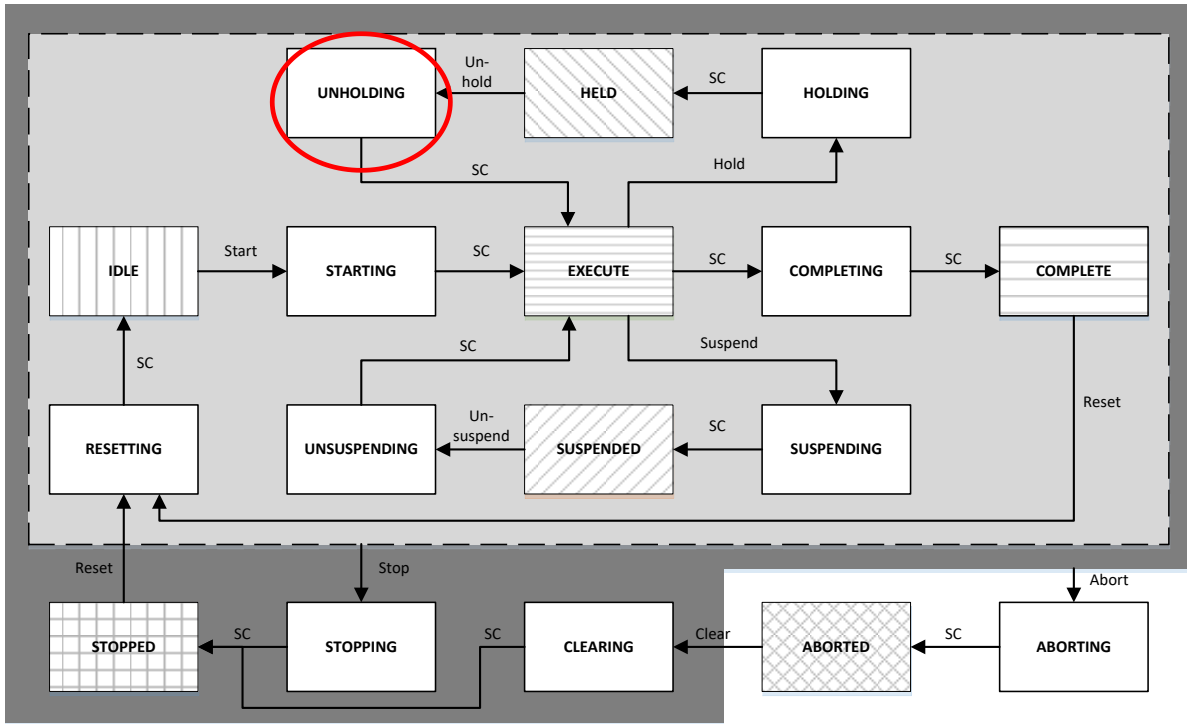 Un-
hold
SC
UNHOLDING
HELD
HOLDING
SC
Hold
Start
SC
SC
SC
IDLE
STARTING
EXECUTE
COMPLETING
COMPLETE
SC
Suspend
SC
Reset
Un-
suspend
SC
RESETTING
UNSUSPENDING
SUSPENDED
SUSPENDING
Reset
Stop
Abort
SC
SC
Clear
SC
STOPPED
STOPPING
CLEARING
ABORTED
ABORTING